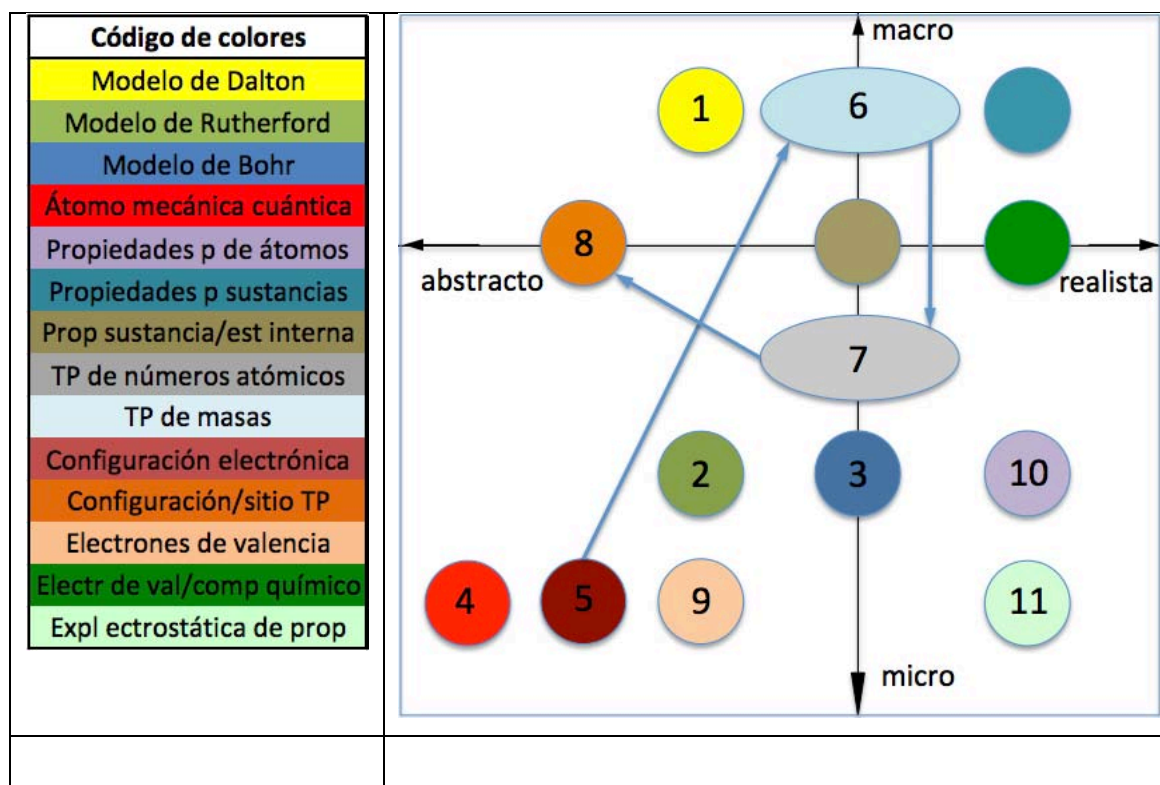 Código de colores
Modelo de Dalton
Modelo de Rutherford
Modelo de Bohr
Átomo mecánica cuántica
Propiedades p de átomos
Propiedades p sustancias
Prop sustancia/est interna
TP de números atómicos
TP de masas
Configuración electrónica
Configuración/sitio TP
Electrones de valencia
Electr de val/comp químico
Expl ectrostática de prop
macro
1
6
8
abstracto
realista
7
2
3
10
4
5
9
11
micro